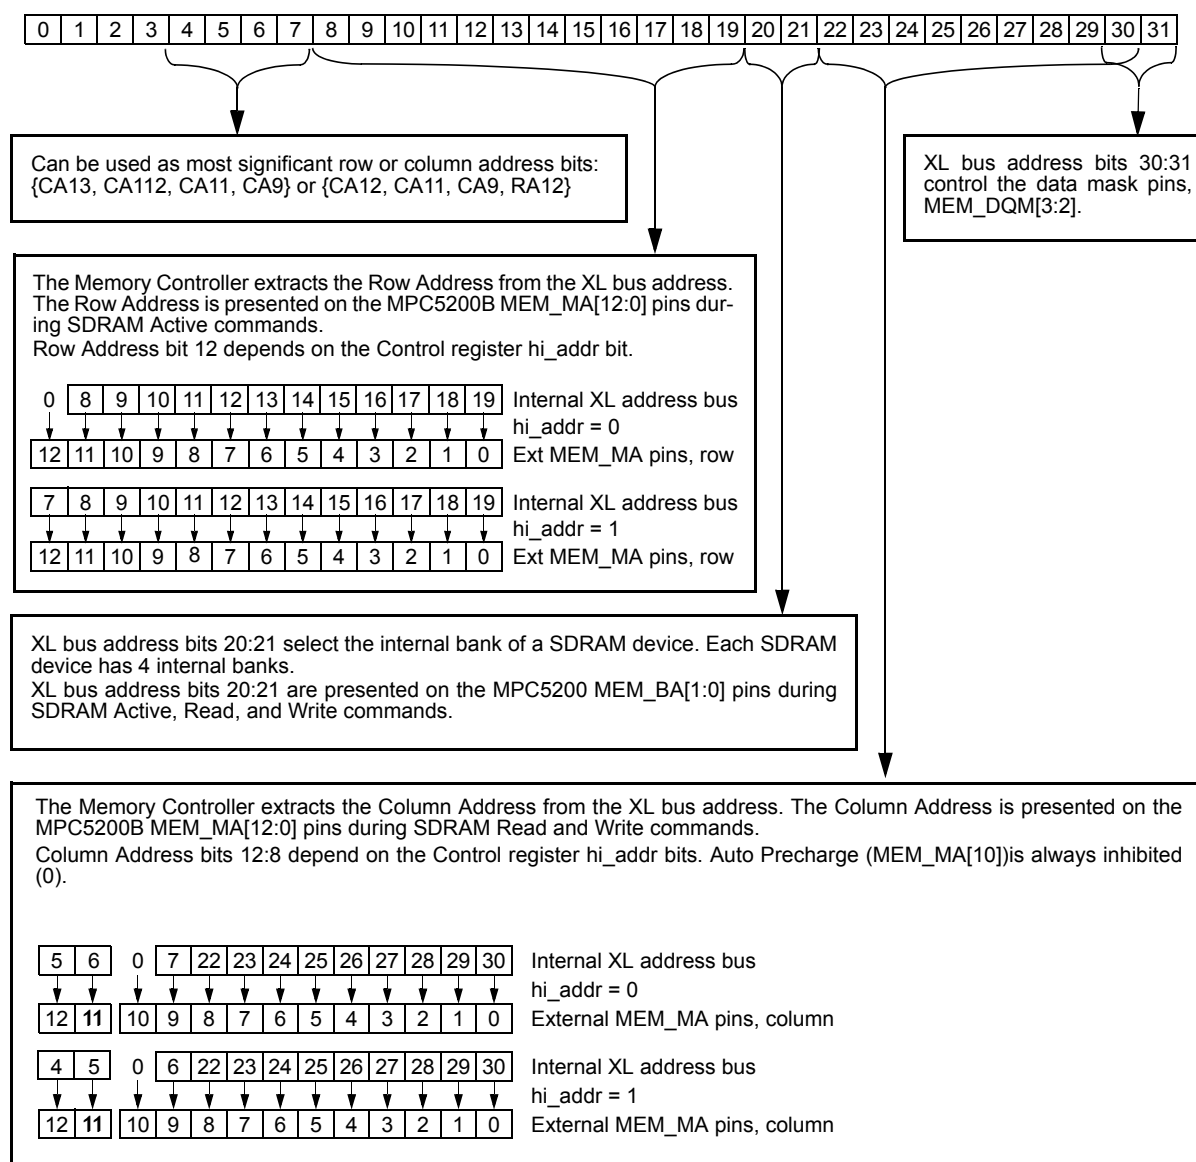 0 1 2 3 4 5 6 7 8 9 10 11 12 13 14 15 16 17 18 19 20 21 22 23 24 25 26 27 28 29 30 31
Can be used as most significant row or column address bits:
{CA13, CA112, CA11, CA9} or {CA12, CA11, CA9, RA12}
XL bus address bits 30:31
control the data mask pins,
MEM_DQM[3:2].
The Memory Controller extracts the Row Address from the XL bus address.
The Row Address is presented on the MPC5200B MEM_MA[12:0] pins dur-
ing SDRAM Active commands.
Row Address bit 12 depends on the Control register hi_addr bit.
0 8 9 10 11 12 13 14 15 16 17 18 19 Internal XL address bus
hi_addr = 0
12 11 10 9 8 7 6 5 4 3 2 1 0 Ext MEM_MA pins, row
7 8 9 10 11 12 13 14 15 16 17 18 19 Internal XL address bus
hi_addr = 1
12 11 10 9 8 7 6 5 4 3 2 1 0 Ext MEM_MA pins, row
XL bus address bits 20:21 select the internal bank of a SDRAM device. Each SDRAM
device has 4 internal banks.
XL bus address bits 20:21 are presented on the MPC5200 MEM_BA[1:0] pins during
SDRAM Active, Read, and Write commands.
The Memory Controller extracts the Column Address from the XL bus address. The Column Address is presented on the
MPC5200B MEM_MA[12:0] pins during SDRAM Read and Write commands.
Column Address bits 12:8 depend on the Control register hi_addr bits. Auto Precharge (MEM_MA[10])is always inhibited
(0).
5 6 0 7 22 23 24 25 26 27 28 29 30 Internal XL address bus
hi_addr = 0
12 11 10 9 8 7 6 5 4 3 2 1 0 External MEM_MA pins, column
4 5 0 6 22 23 24 25 26 27 28 29 30 Internal XL address bus
hi_addr = 1
12 11 10 9 8 7 6 5 4 3 2 1 0 External MEM_MA pins, column